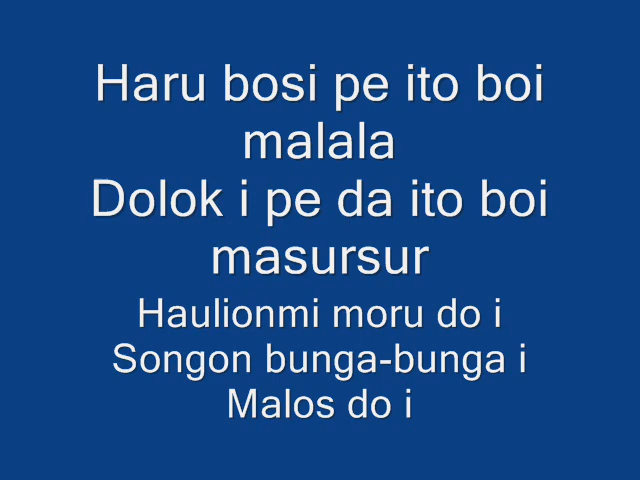 Haru bosi pe ito boi
malala
Dolok i pe da ito boi
masursur
Haulionmi moru do i
Songon bunga-bunga i
Malos do i